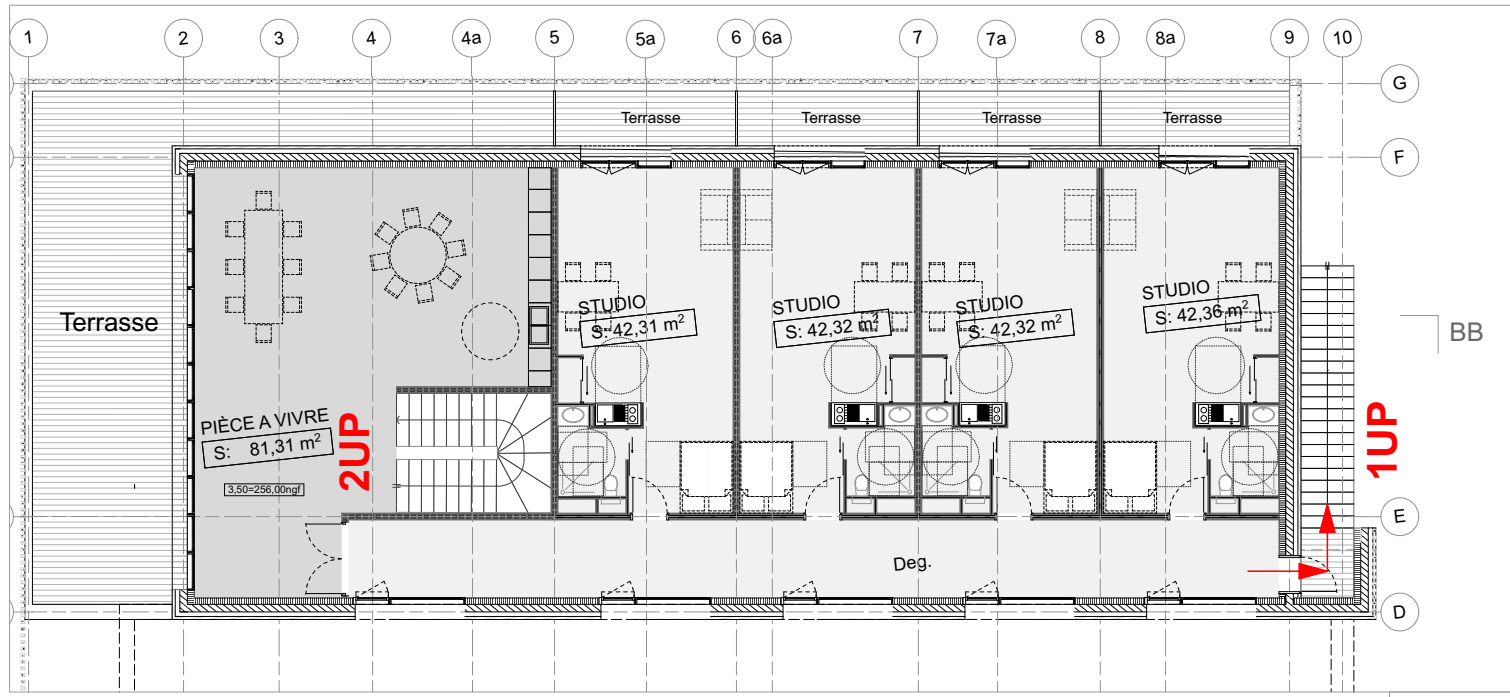 1 2 3 4 4a 5 5a 6 6a 7 7a 8 8a 9 10
G
Terrasse Terrasse Terrasse Terrasse
F
STUDIO
S: 42,31 m²
STUDIO
S: 42,32 m²
STUDIO
S: 42,32 m²
STUDIO
S: 42,36 m²
Terrasse
BB
PIÈCE A VIVRE
S: 81,31 m²
2UP
1UP
3,50=256,00ngf
E
Deg.
D